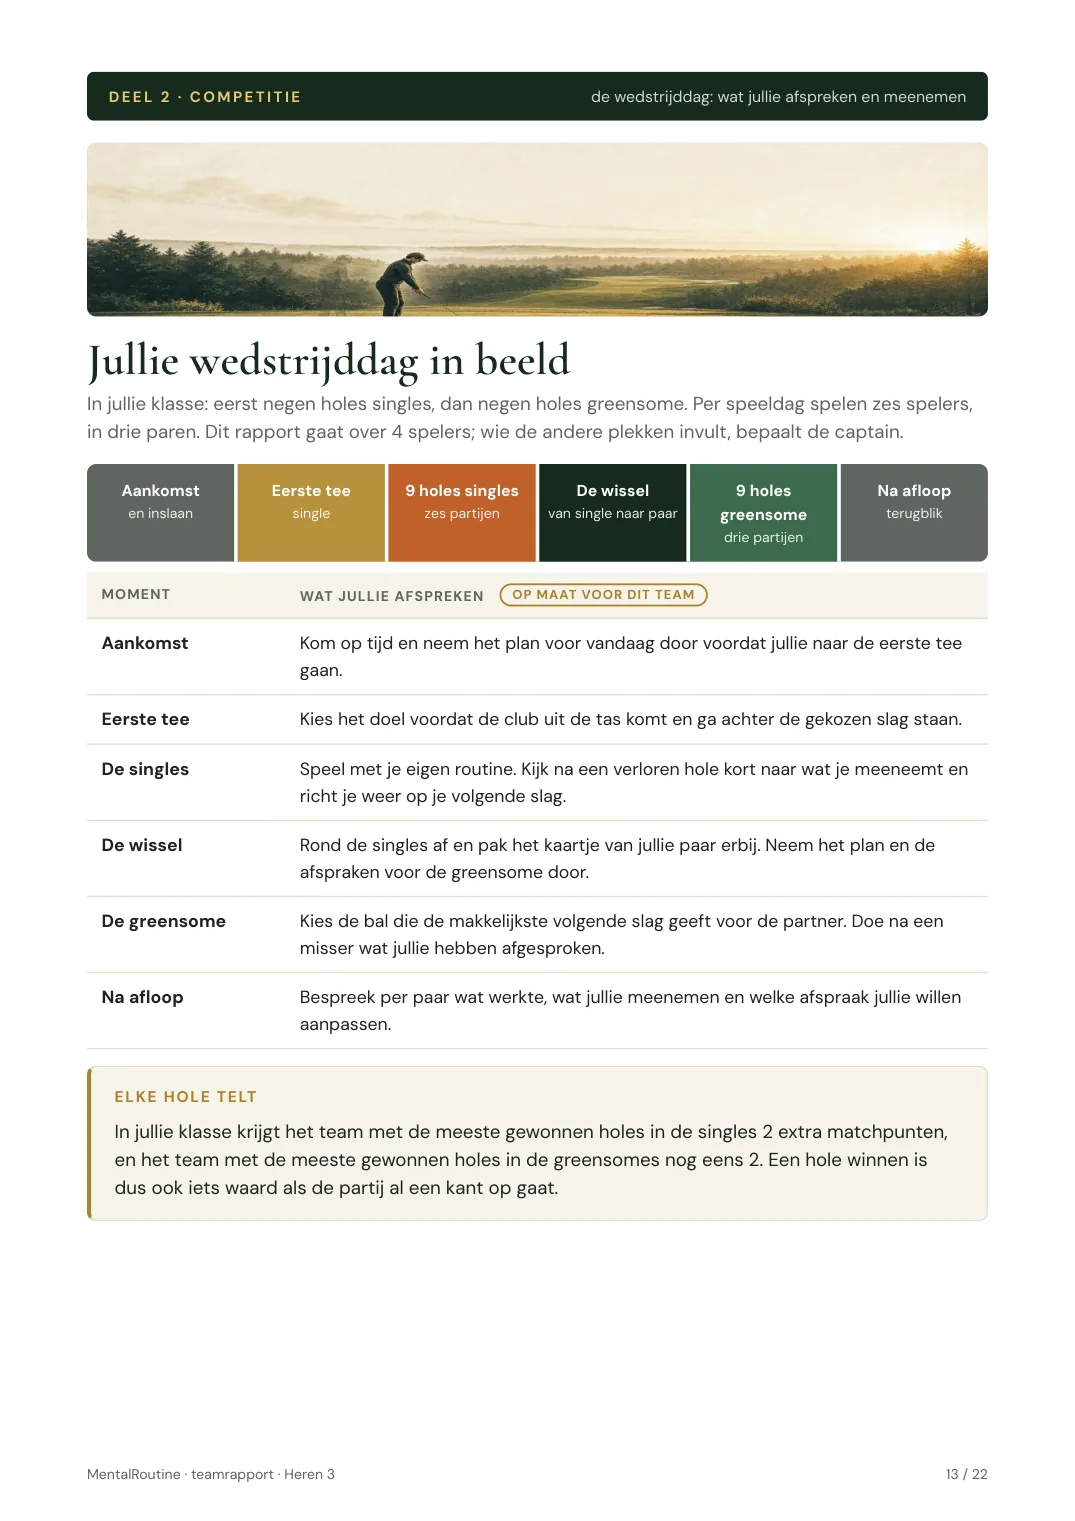 DEEL 2 · COMPETITIE
de wedstrijddag: wat jullie afspreken en meenemen
Jullie wedstrijddag in beeld
In jullie klasse: eerst negen holes singles, dan negen holes greensome. Per speeldag spelen zes spelers,
in drie paren. Dit rapport gaat over 4 spelers; wie de andere plekken invult, bepaalt de captain.
Aankomst
en inslaan
Eerste tee
single
9 holes singles
zes partijen
De wissel
van single naar paar
9 holes
greensome
drie partijen
Na afloop
terugblik
MOMENT
WAT JULLIE AFSPREKEN
OP MAAT VOOR DIT TEAM
Aankomst
Kom op tijd en neem het plan voor vandaag door voordat jullie naar de eerste tee
gaan.
Eerste tee
Kies het doel voordat de club uit de tas komt en ga achter de gekozen slag staan.
De singles
Speel met je eigen routine. Kijk na een verloren hole kort naar wat je meeneemt en
richt je weer op je volgende slag.
De wissel
Rond de singles af en pak het kaartje van jullie paar erbij. Neem het plan en de
afspraken voor de greensome door.
De greensome
Kies de bal die de makkelijkste volgende slag geeft voor de partner. Doe na een
misser wat jullie hebben afgesproken.
Na afloop
Bespreek per paar wat werkte, wat jullie meenemen en welke afspraak jullie willen
aanpassen.
ELKE HOLE TELT
In jullie klasse krijgt het team met de meeste gewonnen holes in de singles 2 extra matchpunten,
en het team met de meeste gewonnen holes in de greensomes nog eens 2. Een hole winnen is
dus ook iets waard als de partij al een kant op gaat.
MentalRoutine · teamrapport · Heren 3
13 / 22